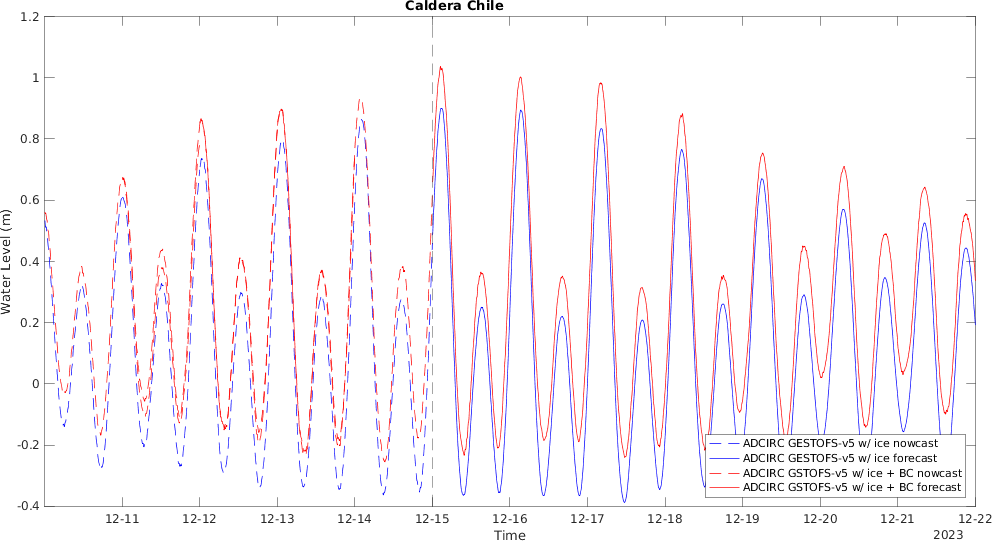 Caldera Chile
1.2
1
0.8
0.6
0.4
0.2
0
-0.2
-0.4
Water Level (m)
ADCIRC GESTOFS-v5 w/ ice nowcast
ADCIRC GESTOFS-v5 w/ ice forecast
ADCIRC GSTOFS-v5 w/ ice + BC nowcast
ADCIRC GSTOFS-v5 w/ ice + BC forecast
12-11 12-12 12-13 12-14 12-15 12-16 12-17 12-18 12-19 12-20 12-21 12-22
Time
2023